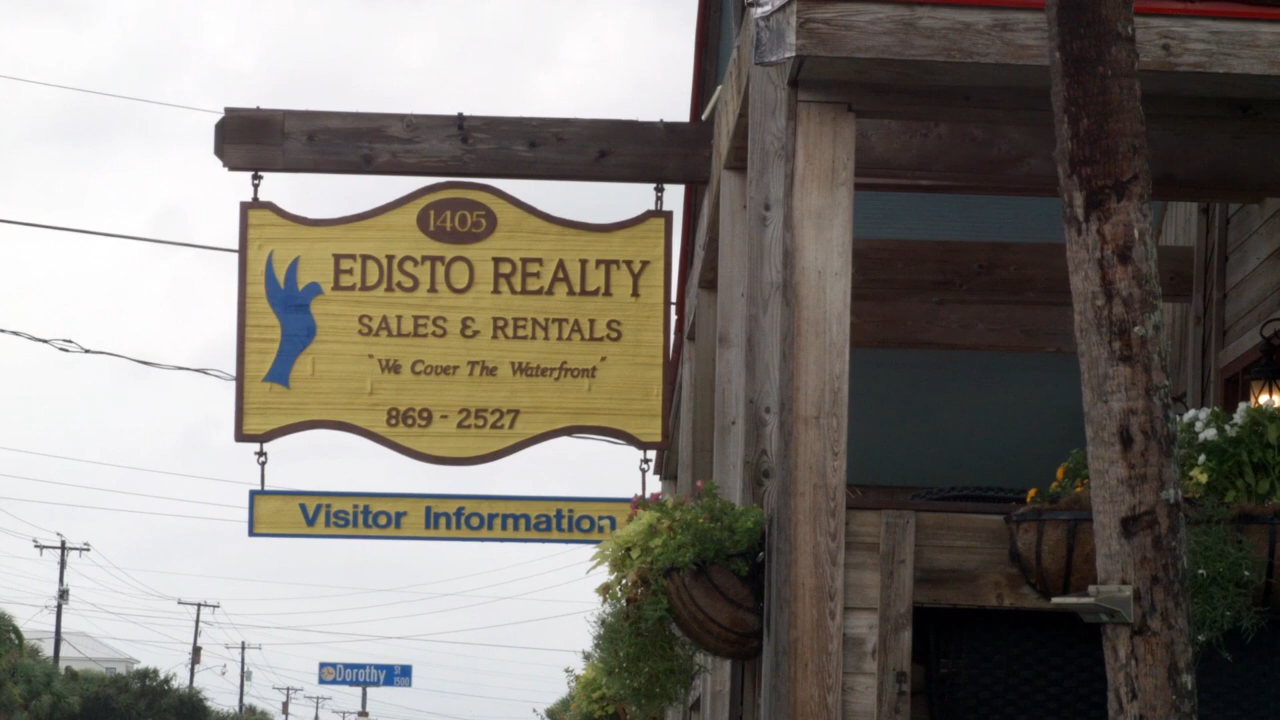 1405
EDISTO REALTY
SALES & RENTALS
"We Cover The Waterfront"
869 - 2527
Visitor Information
Dorothy St
1500